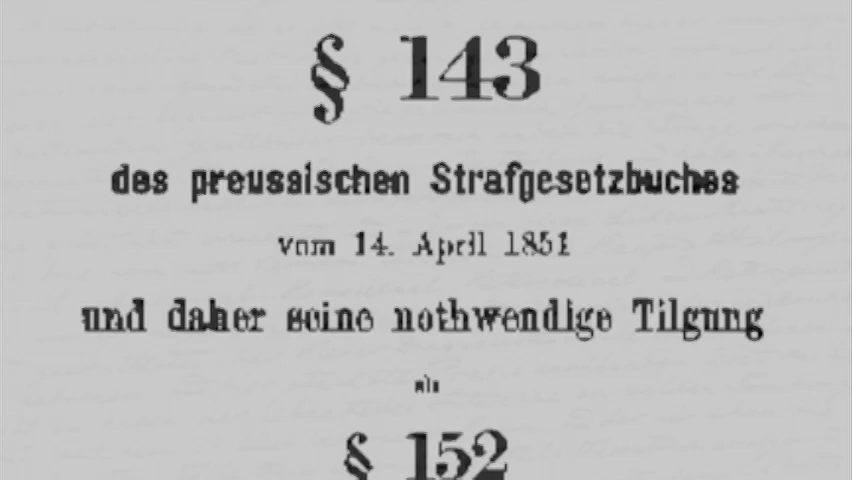 § 143
des preussischen Strafgesetzbuches
vom 14. April 1851
und daher seine nothwendige Tilgung
als
§ 152